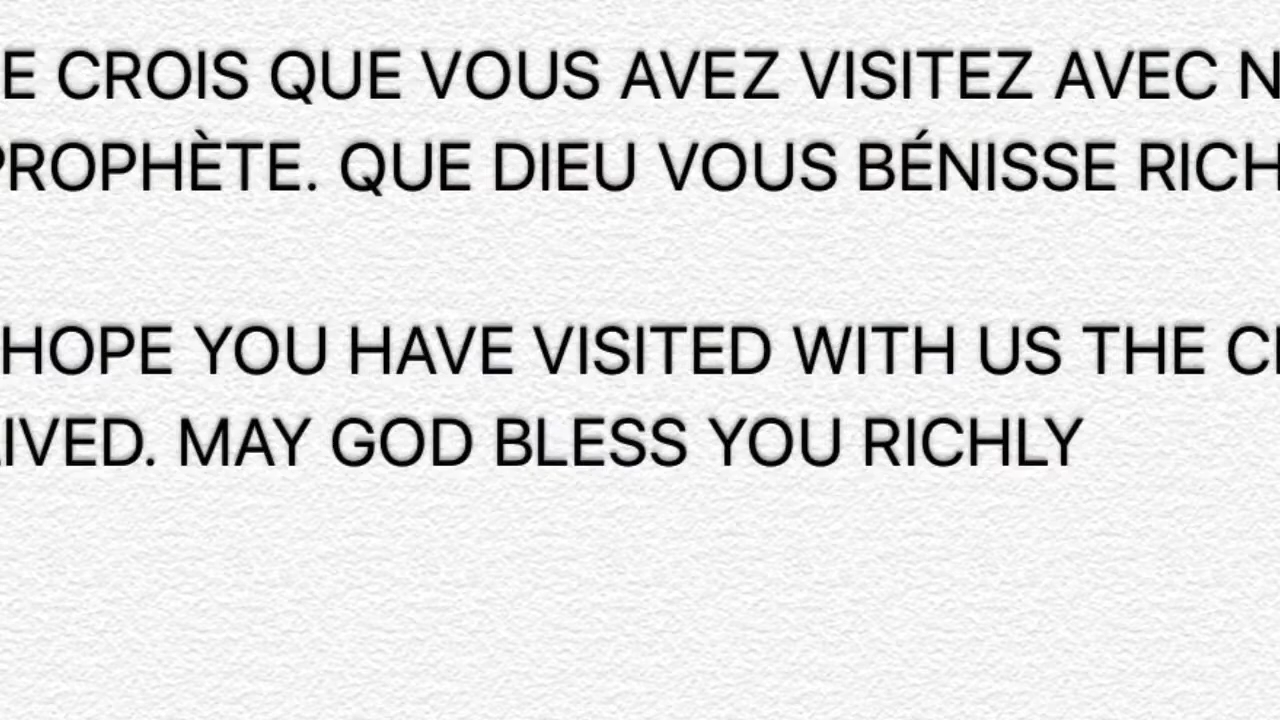 E CROIS QUE VOUS AVEZ VISITEZ AVEC N
PROPHÈTE. QUE DIEU VOUS BÉNISSE RICH
HOPE YOU HAVE VISITED WITH US THE C
IVED. MAY GOD BLESS YOU RICHLY